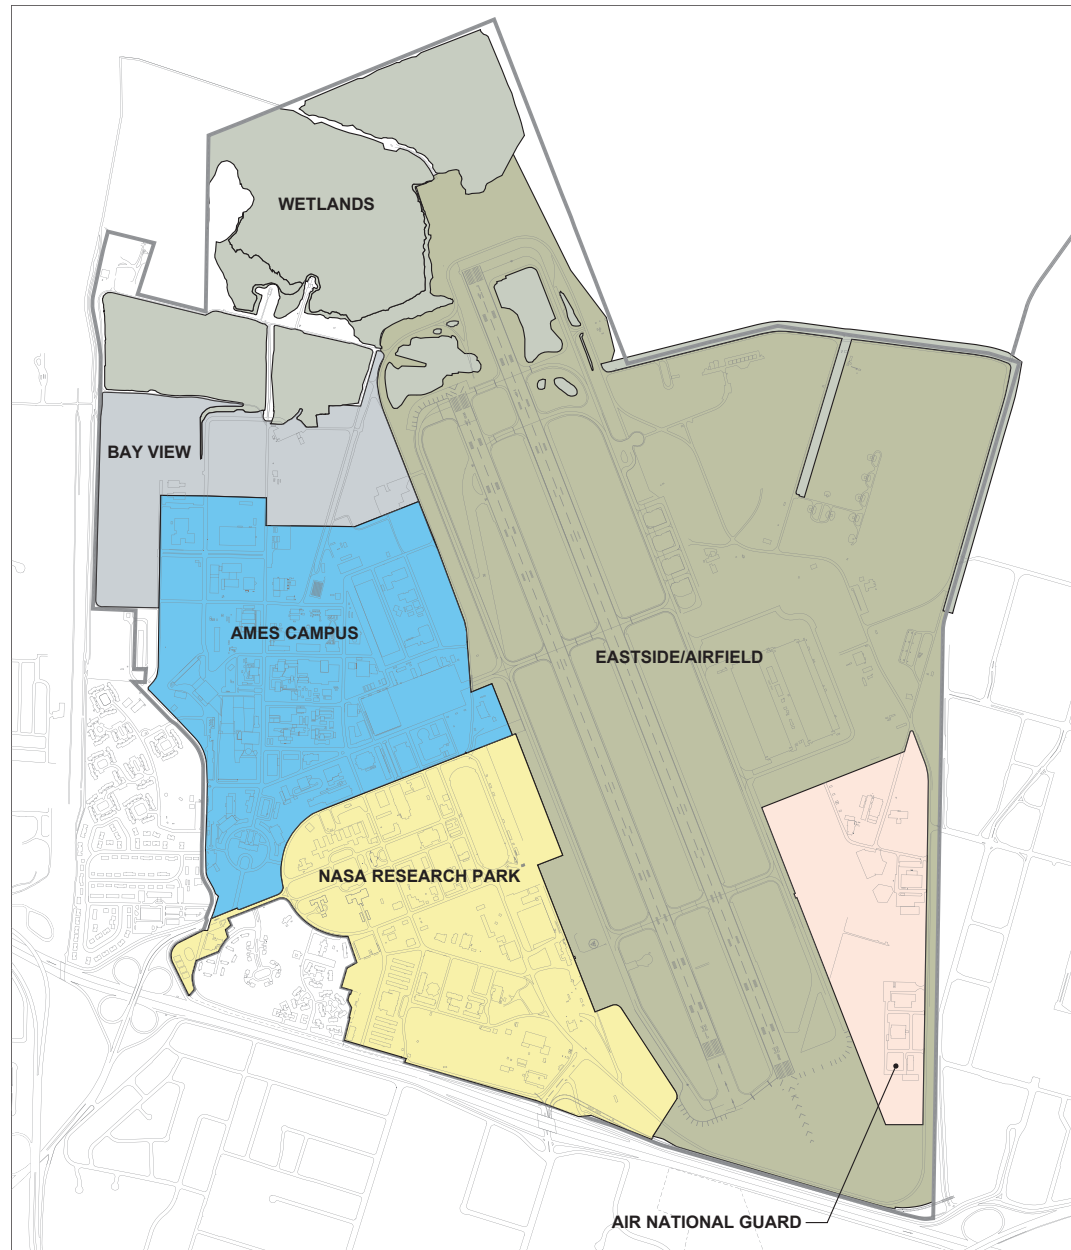 WETLANDS
BAY VIEW
AMES CAMPUS
EASTSIDE/AIRFIELD
NASA RESEARCH PARK
AIR NATIONAL GUARD